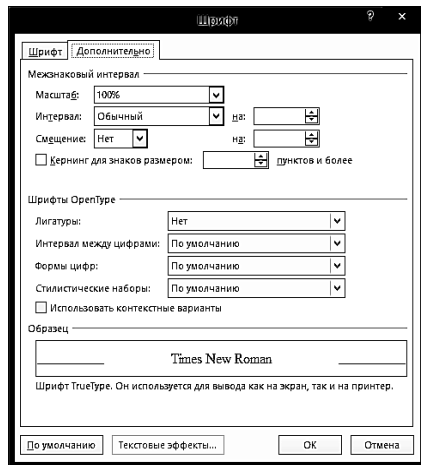 Шрифт ? ×
Шрифт Дополнительно
Межзнаковый интервал
Масштаб: 100%
Интервал: Обычный на:
Смещение: Нет на:
Кернинг для знаков размером: пунктов и более
Шрифты OpenType
Лигатуры: Нет
Интервал между цифрами: По умолчанию
Формы цифр: По умолчанию
Стилистические наборы: По умолчанию
Использовать контекстные варианты
Образец
Times New Roman
Шрифт TrueType. Он используется для вывода как на экран, так и на принтер.
По умолчанию Текстовые эффекты... ОК Отмена